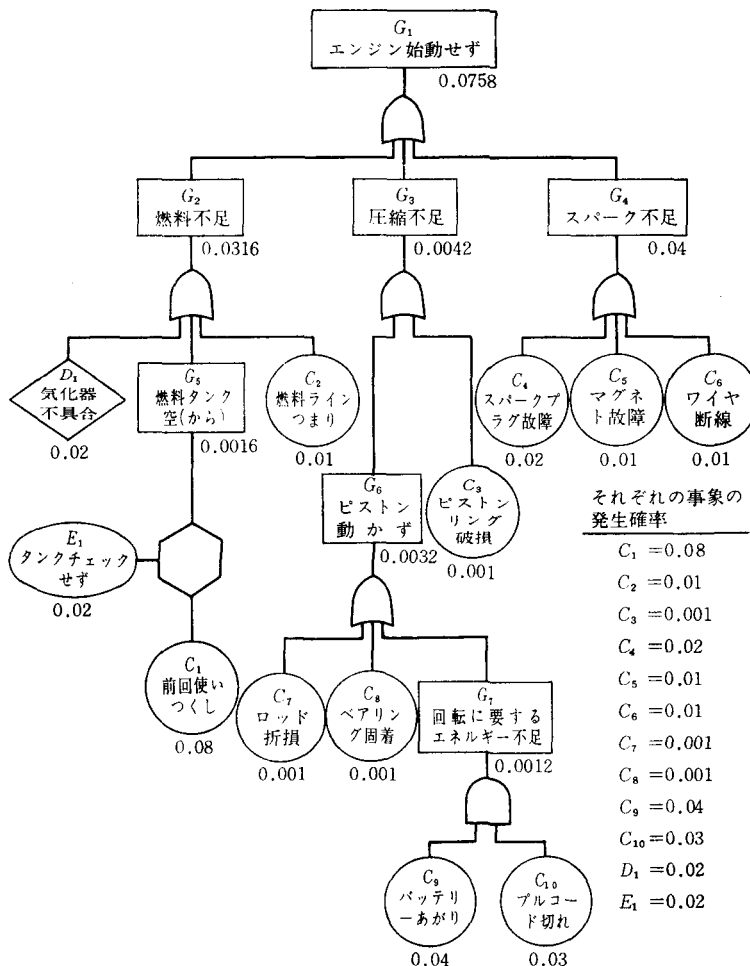 G₁
エンジン始動せず
0.0758
G₂
燃料不足
0.0316
G₃
圧縮不足
0.0042
G₄
スパーク不足
0.04
D₁
気化器
不具合
0.02
G₅
燃料タンク
空(から)
0.0016
C₂
燃料ライン
つまり
0.01
C₄
スパークプ
ラグ故障
0.02
C₅
マグネ
ト故障
0.01
C₆
ワイヤ
断線
0.01
G₆
ピストン
動かず
0.0032
C₃
ピストン
リング
破損
0.001
E₁
タンクチェック
せず
0.02
C₁
前回使い
つくし
0.08
C₇
ロッド
折損
0.001
C₈
ベアリン
グ固着
0.001
G₇
回転に要する
エネルギー不足
0.0012
C₉
バッテリ
ーあがり
0.04
C₁₀
プルコー
ド切れ
0.03
それぞれの事象の
発生確率
C₁ =0.08
C₂ =0.01
C₃ =0.001
C₄ =0.02
C₅ =0.01
C₆ =0.01
C₇ =0.001
C₈ =0.001
C₉ =0.04
C₁₀=0.03
D₁ =0.02
E₁ =0.02